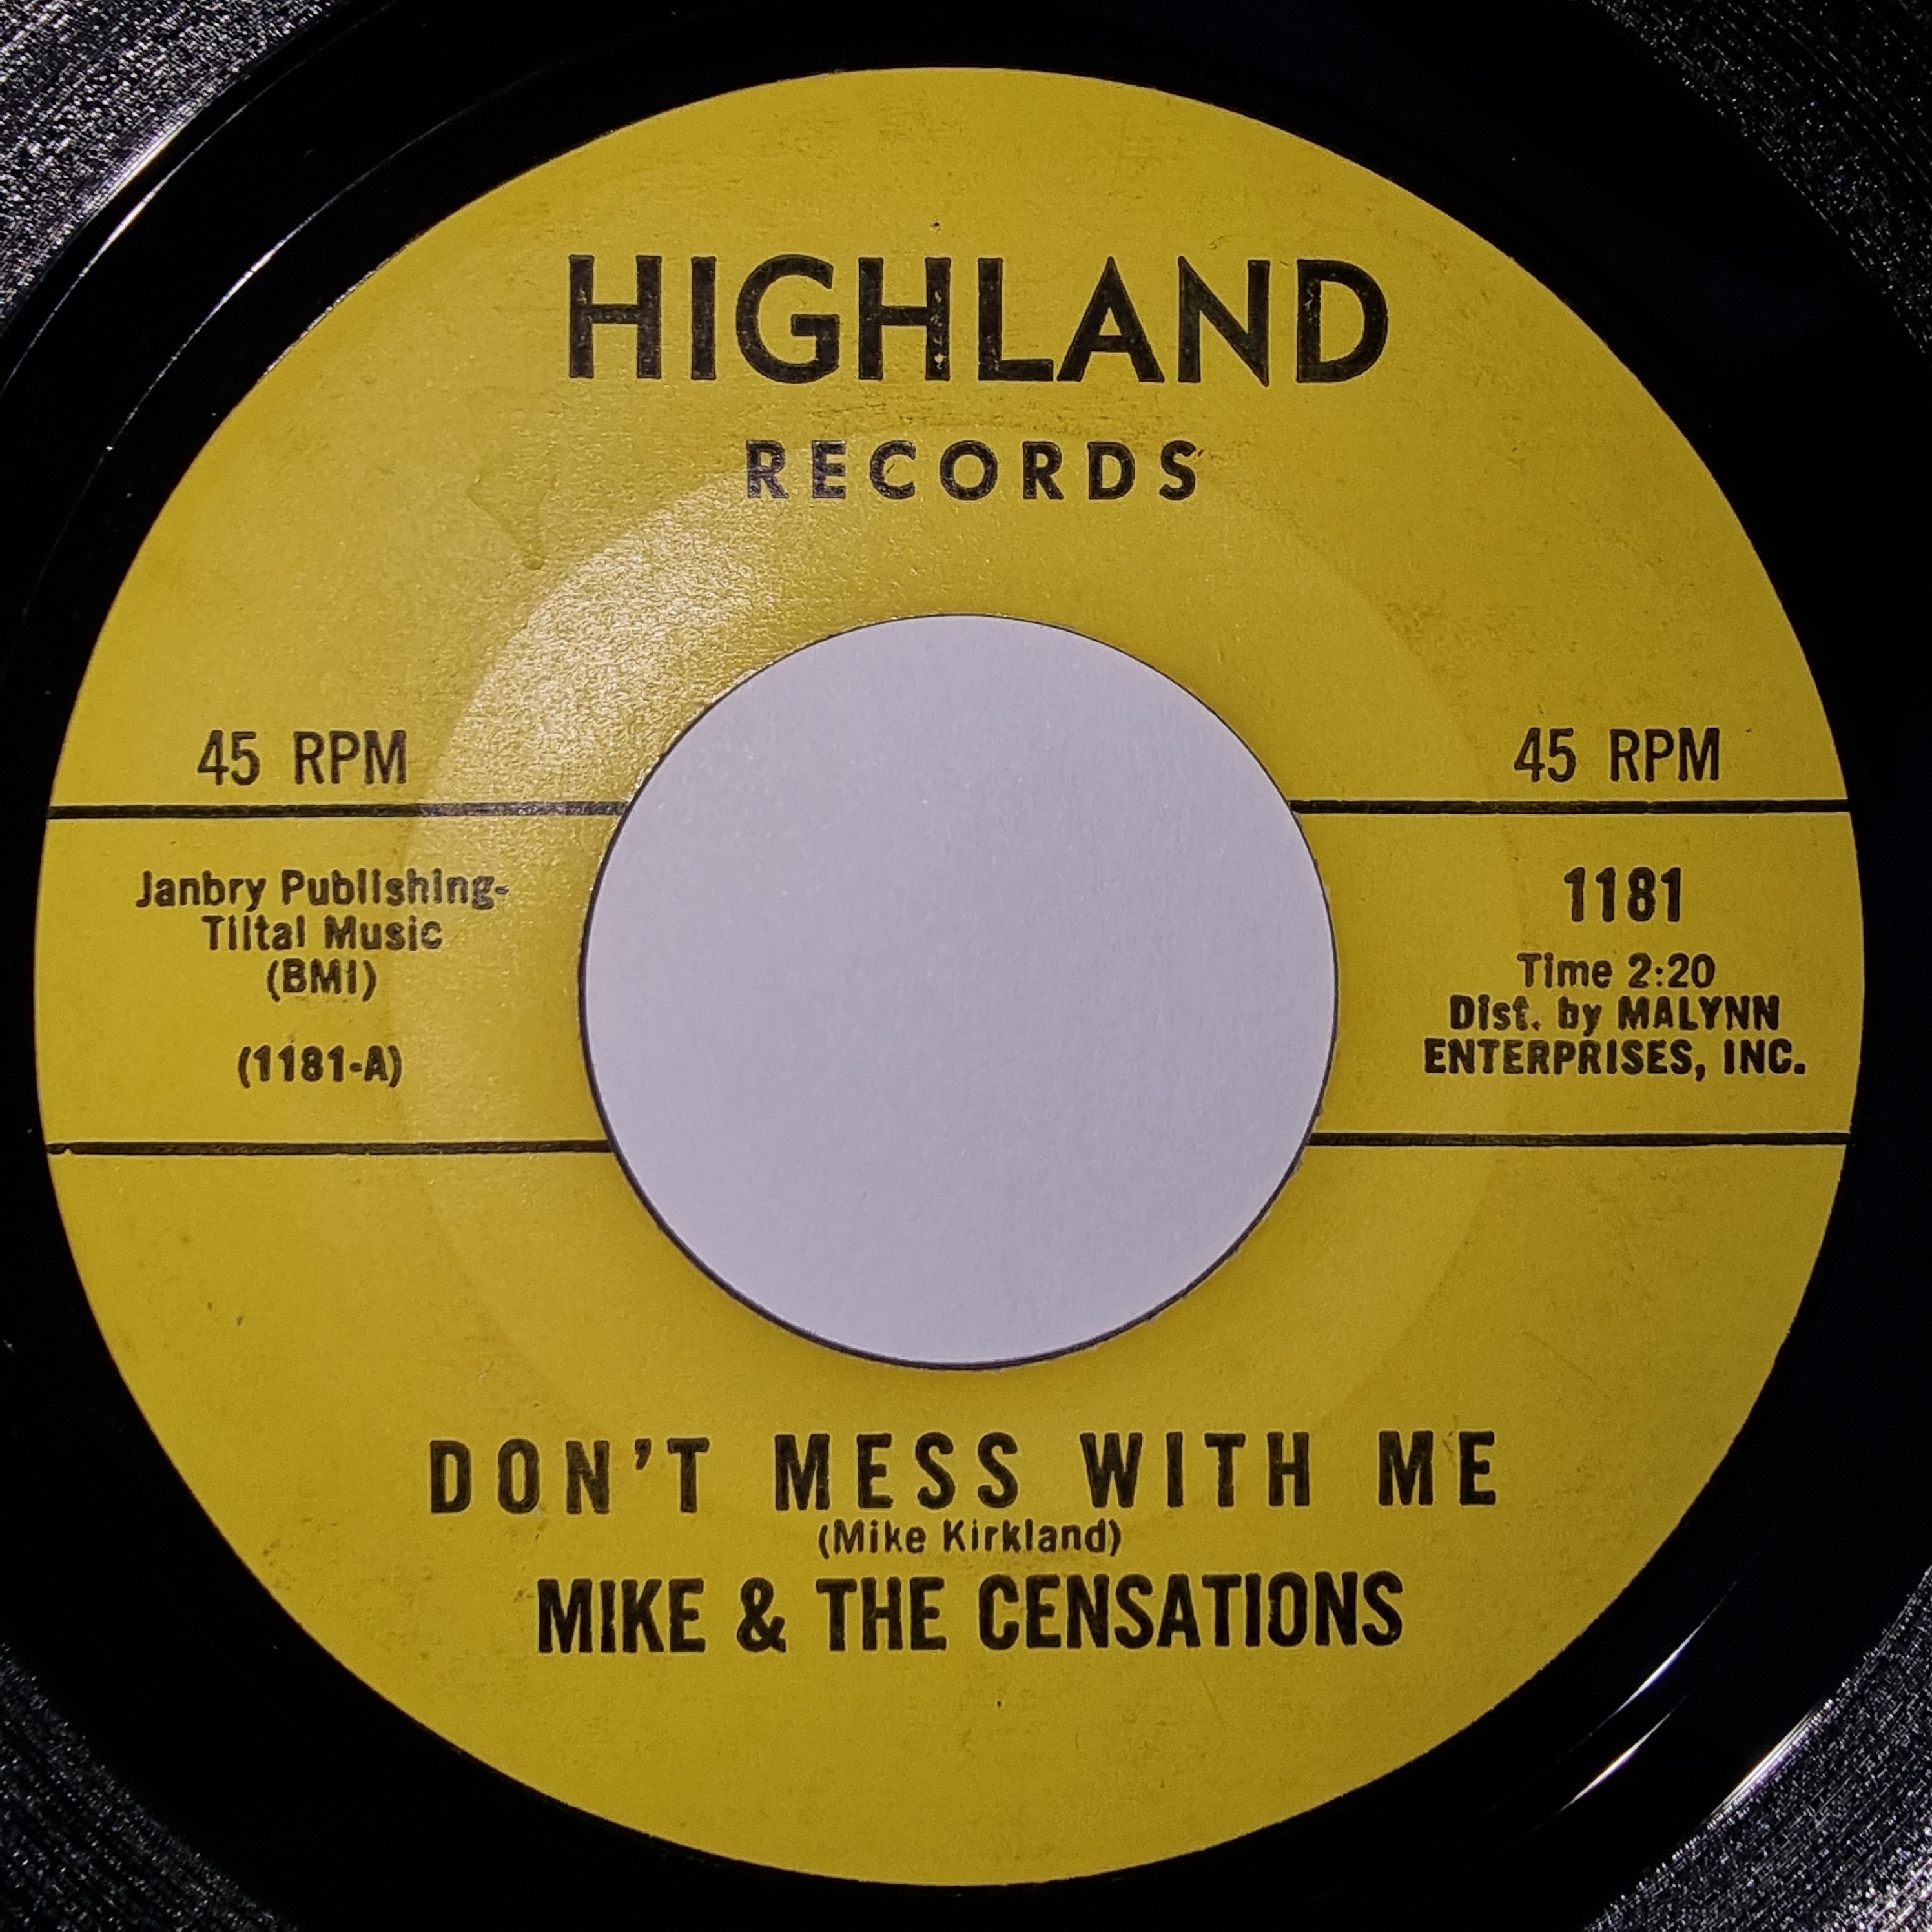 HIGHLAND
RECORDS
45 RPM
45 RPM
Janbry Publishing-
Tiltal Music
(BMI)
(1181-A)
1181
Time 2:20
Dist. by MALYNN
ENTERPRISES, INC.
DON'T MESS WITH ME
(Mike Kirkland)
MIKE & THE CENSATIONS